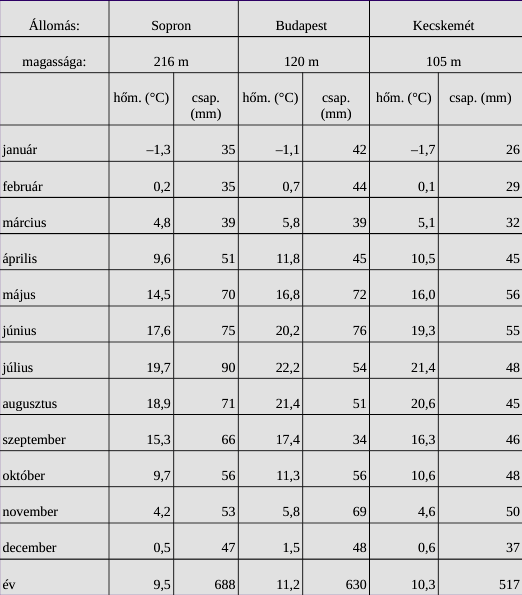 Állomás: Sopron Budapest Kecskemét
magassága: 216 m 120 m 105 m
hőm. (°C) csap. (mm) hőm. (°C) csap. (mm) hőm. (°C) csap. (mm)
január –1,3 35 –1,1 42 –1,7 26
február 0,2 35 0,7 44 0,1 29
március 4,8 39 5,8 39 5,1 32
április 9,6 51 11,8 45 10,5 45
május 14,5 70 16,8 72 16,0 56
június 17,6 75 20,2 76 19,3 55
július 19,7 90 22,2 54 21,4 48
augusztus 18,9 71 21,4 51 20,6 45
szeptember 15,3 66 17,4 34 16,3 46
október 9,7 56 11,3 56 10,6 48
november 4,2 53 5,8 69 4,6 50
december 0,5 47 1,5 48 0,6 37
év 9,5 688 11,2 630 10,3 517